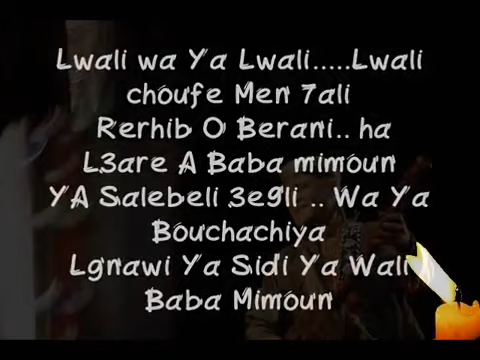 Lwali wa Ya Lwali.....Lwali
choufe Men 7ali
Rerhib O Berani.. ha
L3are A Baba mimoun
YA Salebeli 3e9li .. Wa Ya
Bouchachiya
Lgnawi Ya Sidi Ya Wali
Baba Mimoun